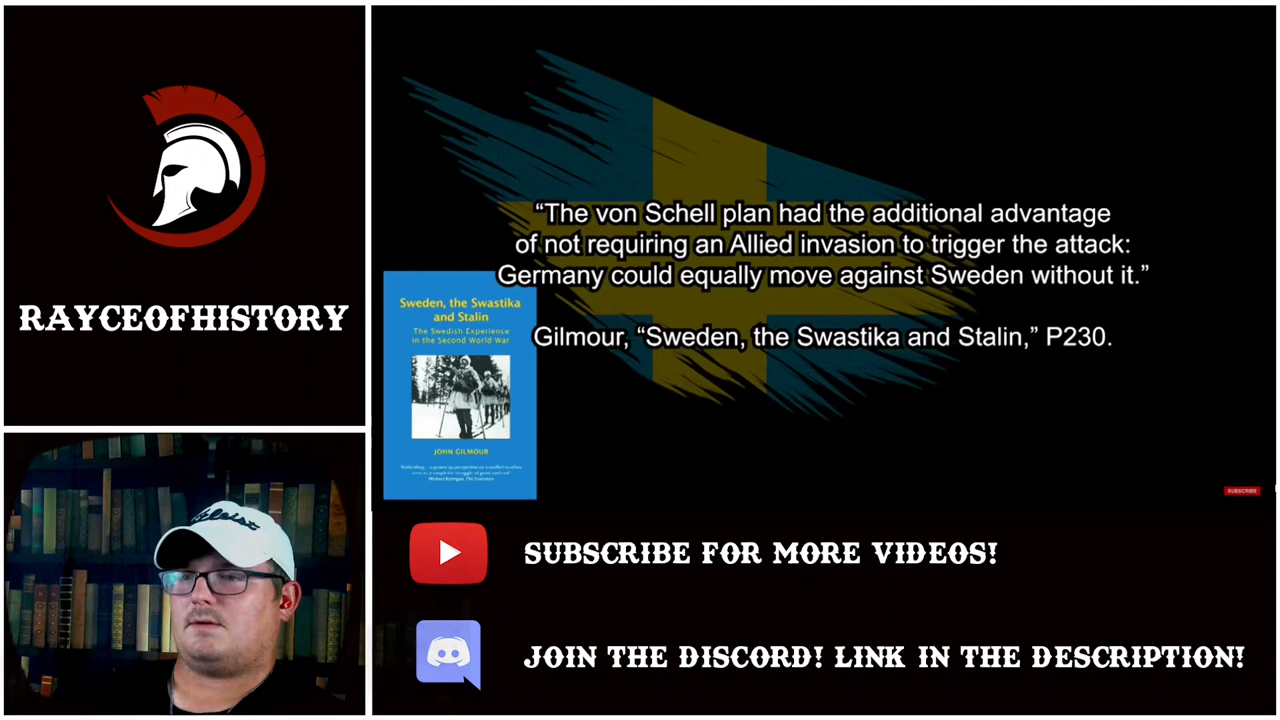 RAYCEOFHISTORY
“The von Schell plan had the additional advantage
of not requiring an Allied invasion to trigger the attack:
Germany could equally move against Sweden without it.”
Gilmour, “Sweden, the Swastika and Stalin,” P230.
Sweden, the Swastika
and Stalin
The Swedish Experience
in the Second World War
JOHN GILMOUR
SUBSCRIBE
Titleist
SUBSCRIBE FOR MORE VIDEOS!
JOIN THE DISCORD! LINK IN THE DESCRIPTION!